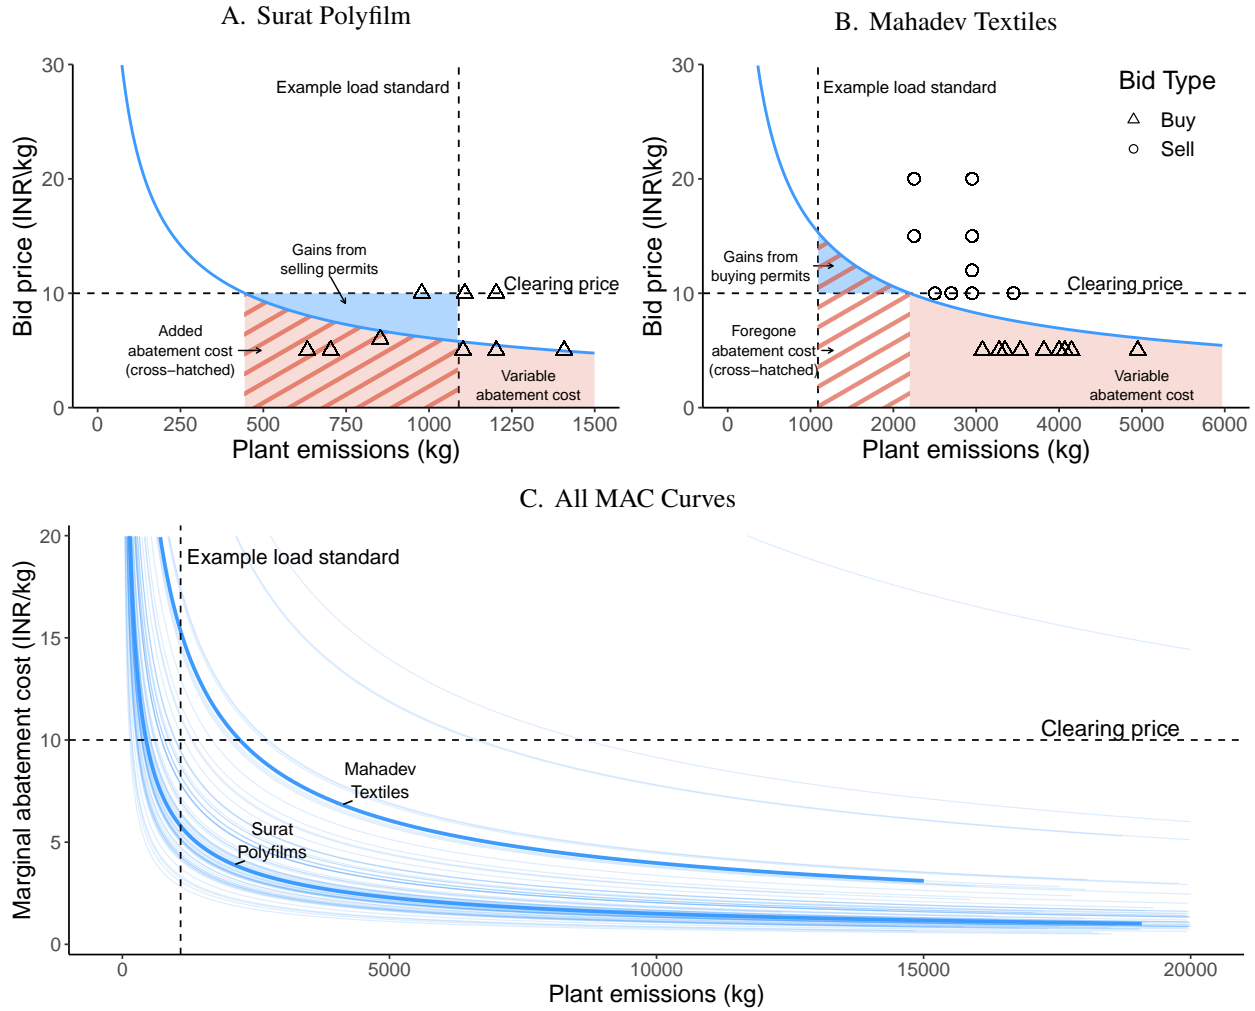 A. Surat Polyfilm
30
20
10
0
Bid price (INR\kg)
Example load standard
Gains from
selling permits
Clearing price
Added
abatement cost
(cross−hatched)
Variable
abatement cost
0
250
500
750
1000
1250
1500
Plant emissions (kg)
B. Mahadev Textiles
30
20
10
0
Bid price (INR\kg)
Example load standard
Bid Type
Buy
Sell
Gains from
buying permits
Clearing price
Foregone
abatement cost
(cross−hatched)
Variable
abatement cost
0
1000
2000
3000
4000
5000
6000
Plant emissions (kg)
C. All MAC Curves
20
15
10
5
0
Marginal abatement cost (INR/kg)
Example load standard
Clearing price
Mahadev
Textiles
Surat
Polyfilms
0
5000
10000
15000
20000
Plant emissions (kg)